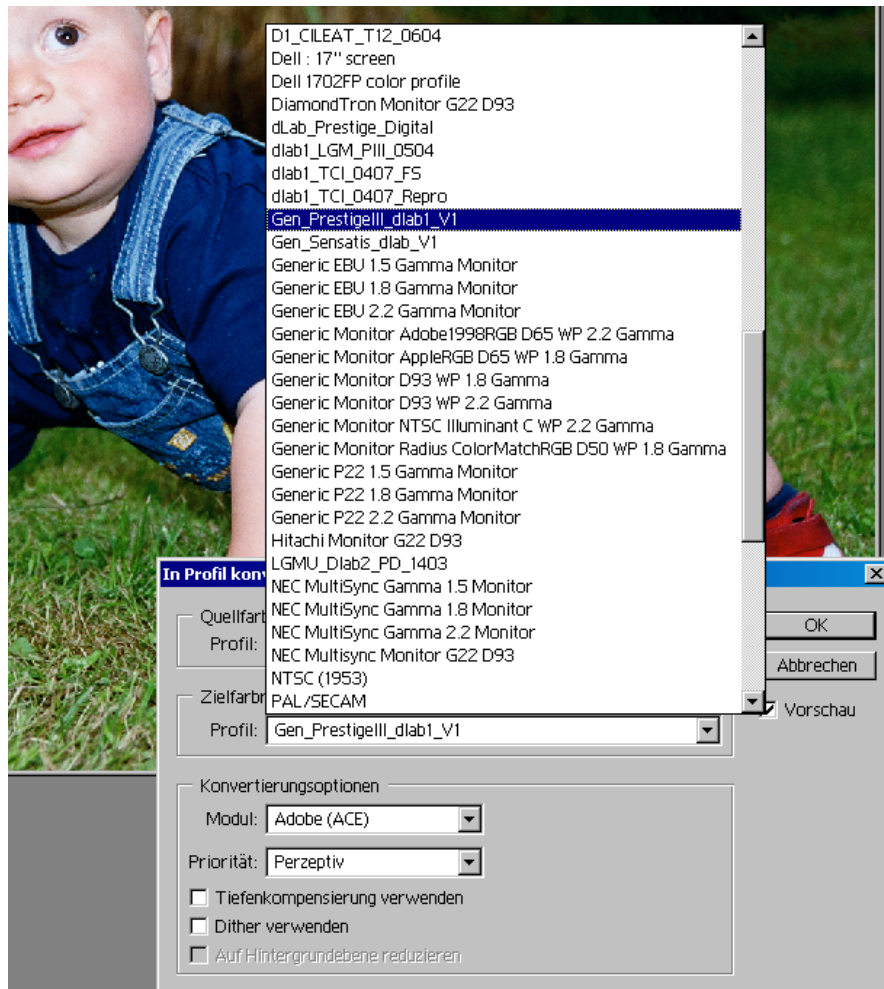 D1_CILEAT_T12_0604
Dell : 17" screen
Dell 1702FP color profile
DiamondTron Monitor G22 D93
dLab_Prestige_Digital
dlab1_LGM_PIII_0504
dlab1_TCI_0407_FS
dlab1_TCI_0407_Repro
Gen_PrestigeIII_dlab1_V1
Gen_Sensatis_dlab_V1
Generic EBU 1.5 Gamma Monitor
Generic EBU 1.8 Gamma Monitor
Generic EBU 2.2 Gamma Monitor
Generic Monitor Adobe1998RGB D65 WP 2.2 Gamma
Generic Monitor AppleRGB D65 WP 1.8 Gamma
Generic Monitor D93 WP 1.8 Gamma
Generic Monitor D93 WP 2.2 Gamma
Generic Monitor NTSC Illuminant C WP 2.2 Gamma
Generic Monitor Radius ColorMatchRGB D50 WP 1.8 Gamma
Generic P22 1.5 Gamma Monitor
Generic P22 1.8 Gamma Monitor
Generic P22 2.2 Gamma Monitor
Hitachi Monitor G22 D93
LGMU_Dlab2_PD_1403
NEC MultiSync Gamma 1.5 Monitor
NEC MultiSync Gamma 1.8 Monitor
NEC MultiSync Gamma 2.2 Monitor
NEC Multisync Monitor G22 D93
NTSC (1953)
PAL/SECAM
In Profil kon
Quellfarb
Profil:
OK
Abbrechen
Zielfarbr
Vorschau
Profil: Gen_PrestigeIII_dlab1_V1
Konvertierungsoptionen
Modul: Adobe (ACE)
Priorität: Perzeptiv
Tiefenkompensierung verwenden
Dither verwenden
Auf Hintergrundebene reduzieren